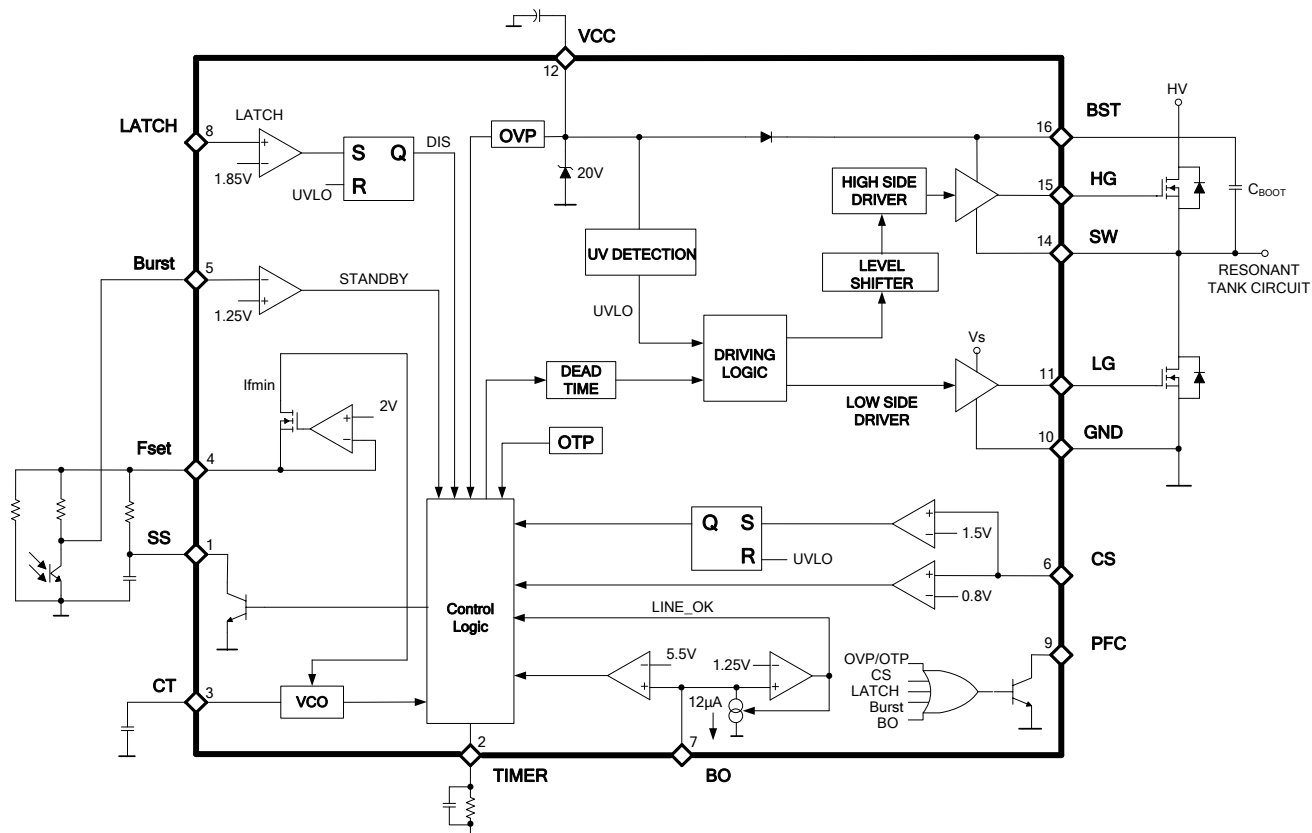 VCC
12
LATCH
8
LATCH
+
−
1.85V
S Q
R
UVLO
DIS
OVP
20V
16
BST
HV
HIGH SIDE
DRIVER
15
HG
CBOOT
14
SW
RESONANT
TANK CIRCUIT
UV DETECTION
LEVEL
SHIFTER
UVLO
Burst
5
−
+
1.25V
STANDBY
DRIVING
LOGIC
Vs
11
LG
LOW SIDE
DRIVER
DEAD
TIME
10
GND
Ifmin
2V
+
−
Fset
4
OTP
SS
1
Q S
R
UVLO
+
−
1.5V
6
CS
+
−
0.8V
Control
Logic
LINE_OK
−
5.5V
+
1.25V
−
+
12µA
9
PFC
OVP/OTP
CS
LATCH
Burst
BO
CT
3
VCO
2
TIMER
7
BO